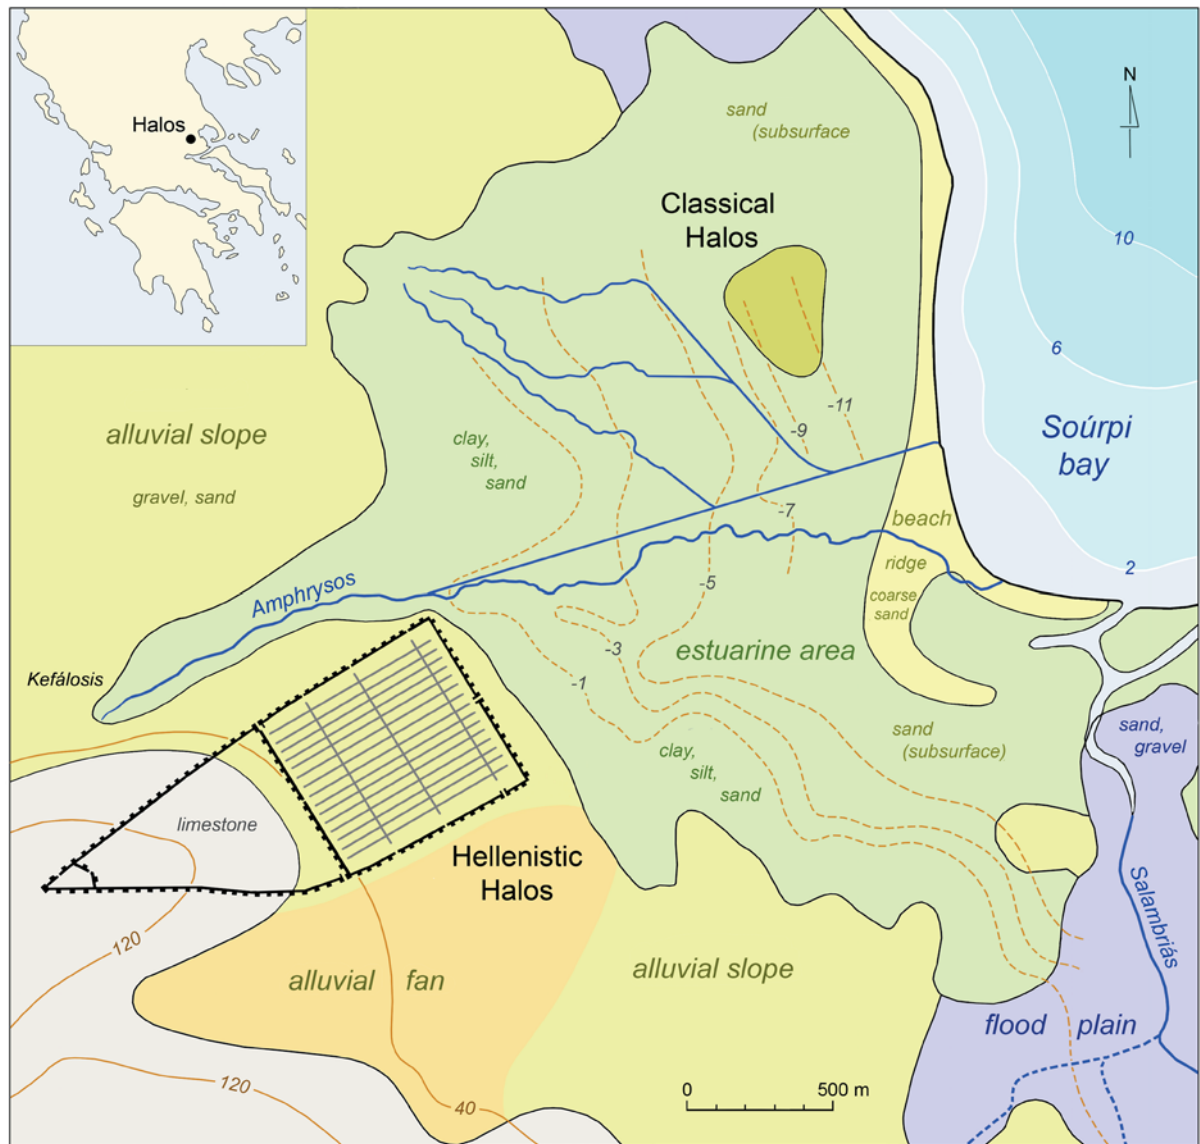 Halos
N
sand
(subsurface
Classical
Halos
10
6
Soúrpi
bay
2
alluvial slope
gravel, sand
clay,
silt,
sand
-11
-9
-7
-5
-3
-1
beach
ridge
coarse
sand
Amphrysos
Kefálosis
estuarine area
sand
(subsurface)
clay,
silt,
sand
sand,
gravel
limestone
Hellenistic
Halos
Salambriás
120
alluvial fan
alluvial slope
flood plain
120
40
0 500 m